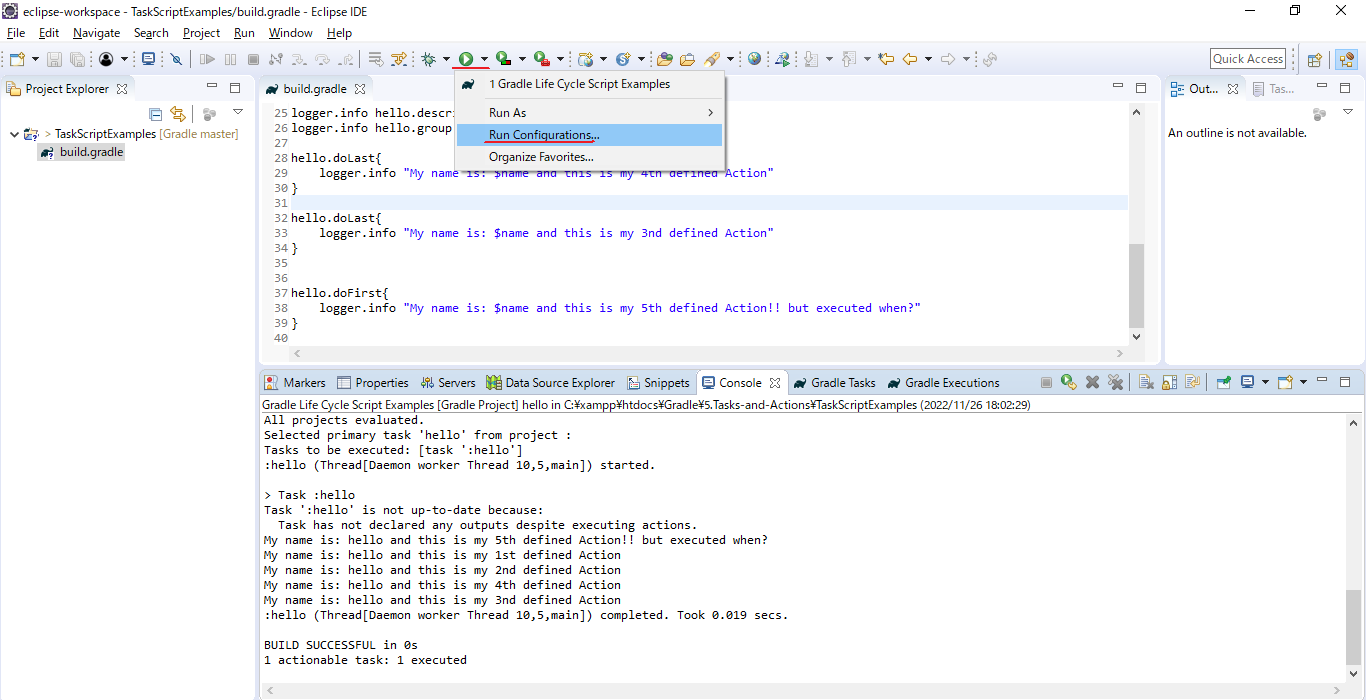 eclipse-workspace - TaskScriptExamples/build.gradle - Eclipse IDE
File Edit Navigate Search Project Run Window Help
Quick Access
Project Explorer
TaskScriptExamples [Gradle master]
build.gradle
build.gradle
25 logger.info hello.descri
26 logger.info hello.group
27
28 hello.doLast{
29 logger.info "My name is: $name and this is my 4th defined Action"
30 }
31
32 hello.doLast{
33 logger.info "My name is: $name and this is my 3nd defined Action"
34 }
35
36
37 hello.doFirst{
38 logger.info "My name is: $name and this is my 5th defined Action!! but executed when?"
39 }
40
1 Gradle Life Cycle Script Examples
Run As
Run Configurations...
Organize Favorites...
Out... Tas...
An outline is not available.
Markers Properties Servers Data Source Explorer Snippets Console Gradle Tasks Gradle Executions
Gradle Life Cycle Script Examples [Gradle Project] hello in C:¥xampp¥htdocs¥Gradle¥5.Tasks-and-Actions¥TaskScriptExamples (2022/11/26 18:02:29)
All projects evaluated.
Selected primary task 'hello' from project :
Tasks to be executed: [task ':hello']
:hello (Thread[Daemon worker Thread 10,5,main]) started.
> Task :hello
Task ':hello' is not up-to-date because:
Task has not declared any outputs despite executing actions.
My name is: hello and this is my 5th defined Action!! but executed when?
My name is: hello and this is my 1st defined Action
My name is: hello and this is my 2nd defined Action
My name is: hello and this is my 4th defined Action
My name is: hello and this is my 3nd defined Action
:hello (Thread[Daemon worker Thread 10,5,main]) completed. Took 0.019 secs.
BUILD SUCCESSFUL in 0s
1 actionable task: 1 executed